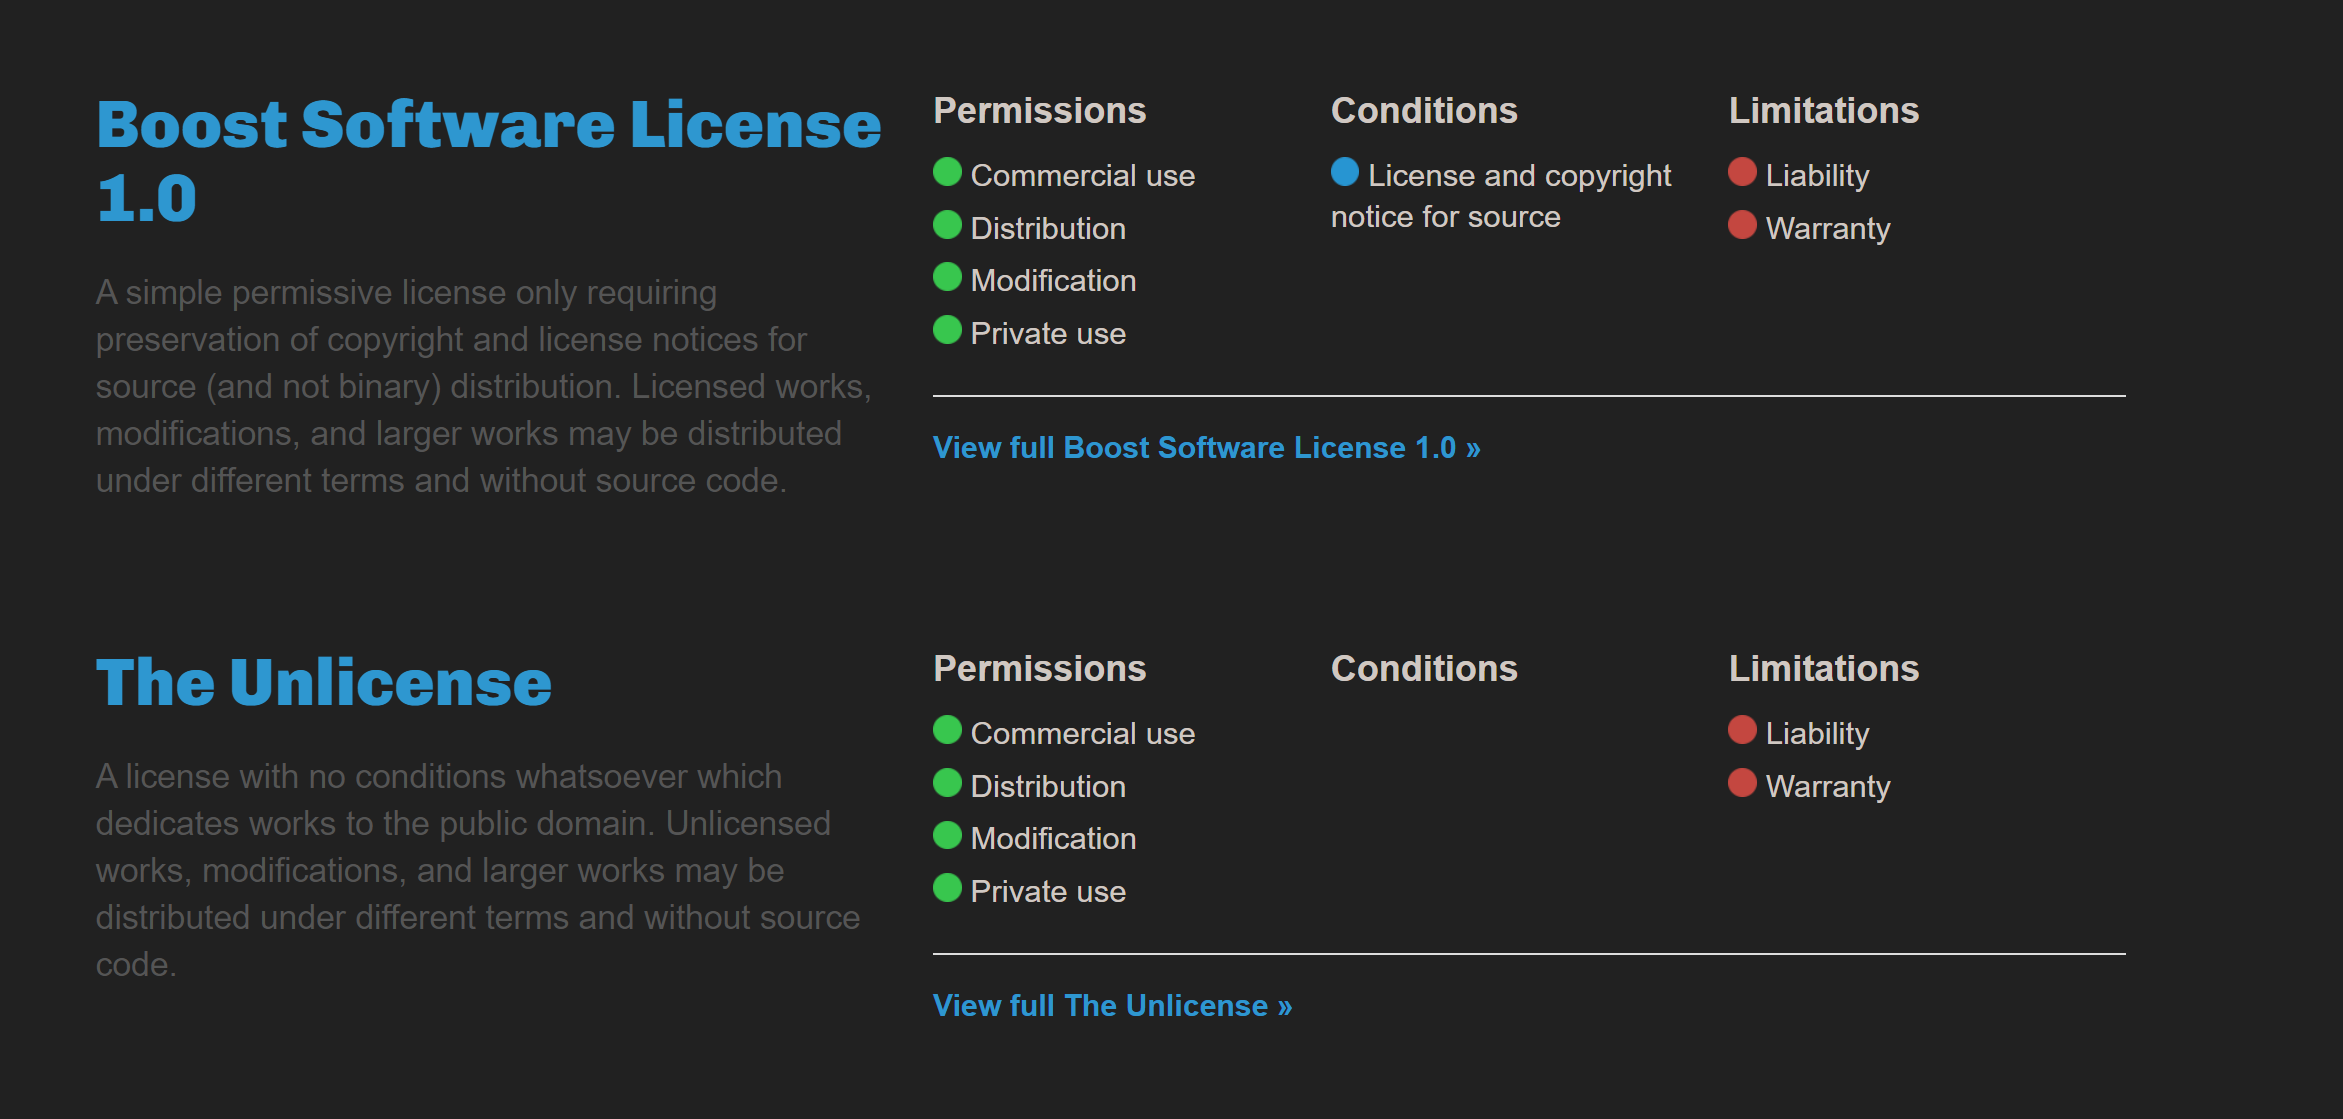 Boost Software License
1.0
A simple permissive license only requiring
preservation of copyright and license notices for
source (and not binary) distribution. Licensed works,
modifications, and larger works may be distributed
under different terms and without source code.
Permissions
Commercial use
Distribution
Modification
Private use
Conditions
License and copyright
notice for source
Limitations
Liability
Warranty
View full Boost Software License 1.0 »
The Unlicense
A license with no conditions whatsoever which
dedicates works to the public domain. Unlicensed
works, modifications, and larger works may be
distributed under different terms and without source
code.
Permissions
Commercial use
Distribution
Modification
Private use
Conditions
Limitations
Liability
Warranty
View full The Unlicense »